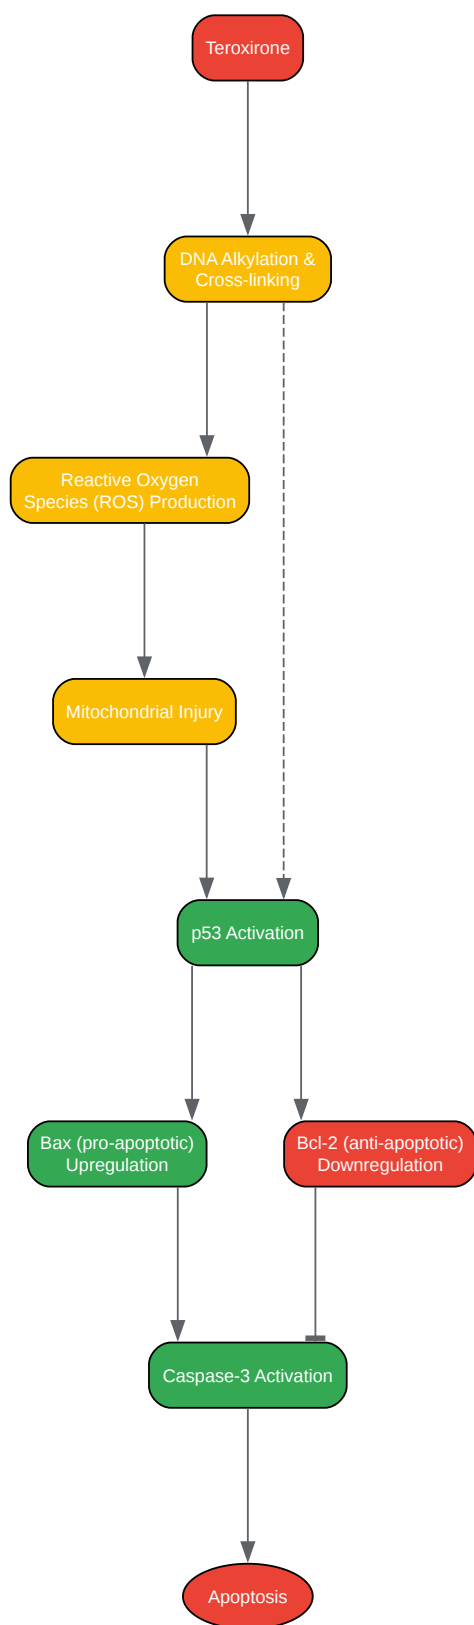 Teroxirone
DNA Alkylation &
Cross-linking
Reactive Oxygen
Species (ROS) Production
Mitochondrial Injury
p53 Activation
Bax (pro-apoptotic)
Upregulation
Bcl-2 (anti-apoptotic)
Downregulation
Caspase-3 Activation
Apoptosis